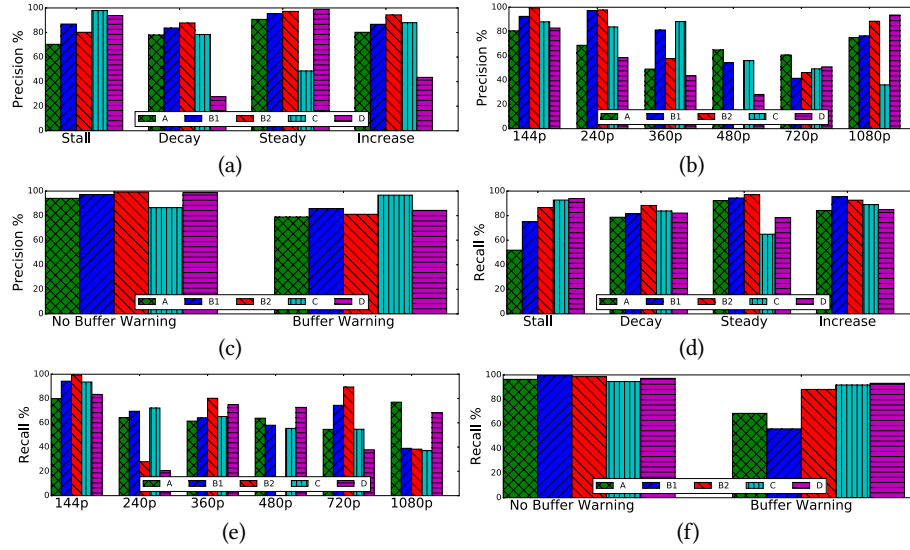 100
80
60
40
20
0
Precision %
A B1 B2 C D
Stall Decay Steady Increase
(a)
100
80
60
40
20
0
Precision %
A B1 B2 C D
144p 240p 360p 480p 720p 1080p
(b)
100
80
60
40
20
0
Precision %
A B1 B2 C D
No Buffer Warning Buffer Warning
(c)
100
80
60
40
20
0
Recall %
A B1 B2 C D
Stall Decay Steady Increase
(d)
100
80
60
40
20
0
Recall %
A B1 B2 C D
144p 240p 360p 480p 720p 1080p
(e)
100
80
60
40
20
0
Recall %
A B1 B2 C D
No Buffer Warning Buffer Warning
(f)